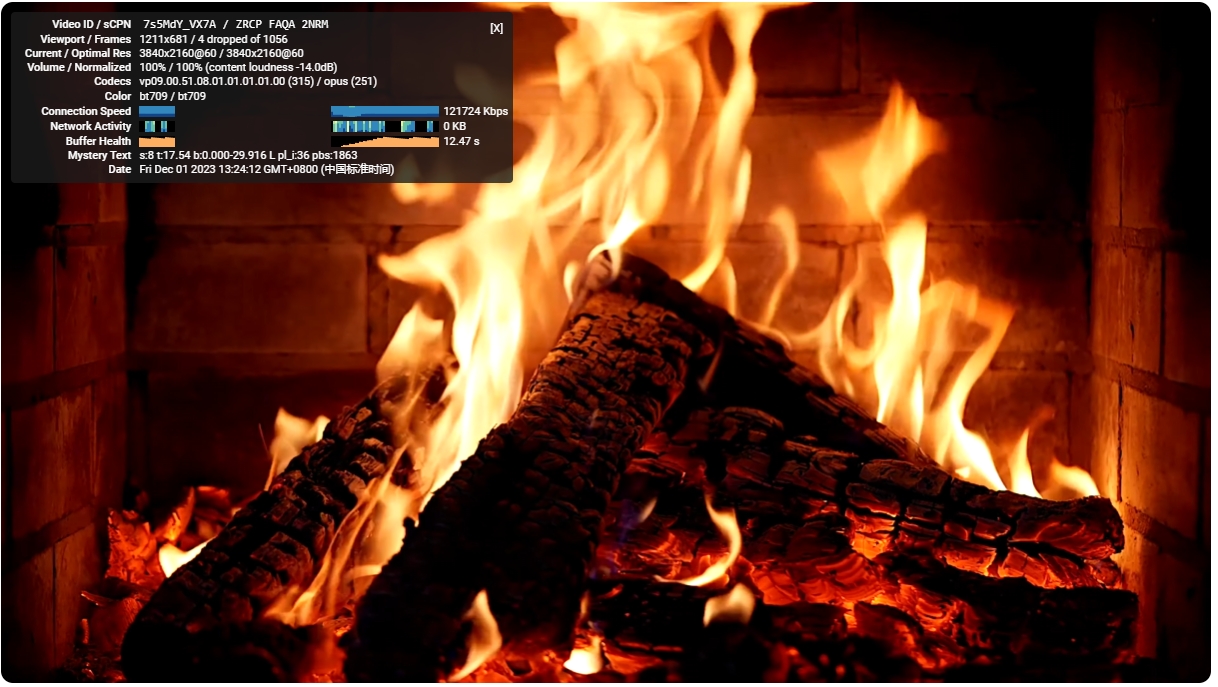 Video ID / sCPN 7s5MdY_VX7A / ZRCP FAQA 2NRM
[X]
Viewport / Frames 1211x681 / 4 dropped of 1056
Current / Optimal Res 3840x2160@60 / 3840x2160@60
Volume / Normalized 100% / 100% (content loudness -14.0dB)
Codecs vp09.00.51.08.01.01.01.01.00 (315) / opus (251)
Color bt709 / bt709
Connection Speed 121724 Kbps
Network Activity 0 KB
Buffer Health 12.47 s
Mystery Text s:8 t:17.54 b:0.000-29.916 L pl_i:36 pbs:1863
Date Fri Dec 01 2023 13:24:12 GMT+0800 (中国标准时间)